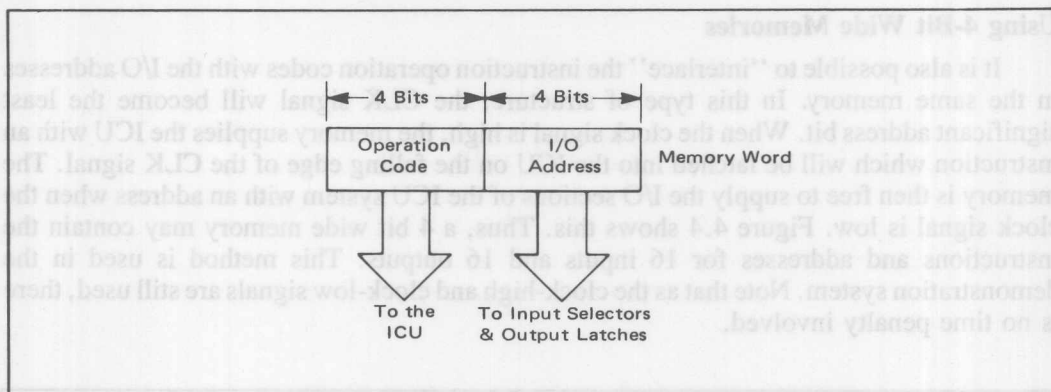 Using 4-Bit Wide Memories
It is also possible to "interlace" the instruction operation codes with the I/O addresses
in the same memory. In this type of structure, the CLK signal will become the least
significant address bit. When the clock signal is high, the memory supplies the ICU with an
instruction which will be latched into the ICU on the falling edge of the CLK signal. The
memory is then free to supply the I/O sections of the ICU system with an address when the
clock signal is low. Figure 4.4 shows this. Thus, a 4 bit wide memory may contain the
instructions and addresses for 16 inputs and 16 outputs. This method is used in the
demonstration system. Note that as the clock-high and clock-low signals are still used, there
is no time penalty involved.
4 Bits 4 Bits
Operation I/O
Code Address
Memory Word
To the To Input Selectors
ICU & Output Latches